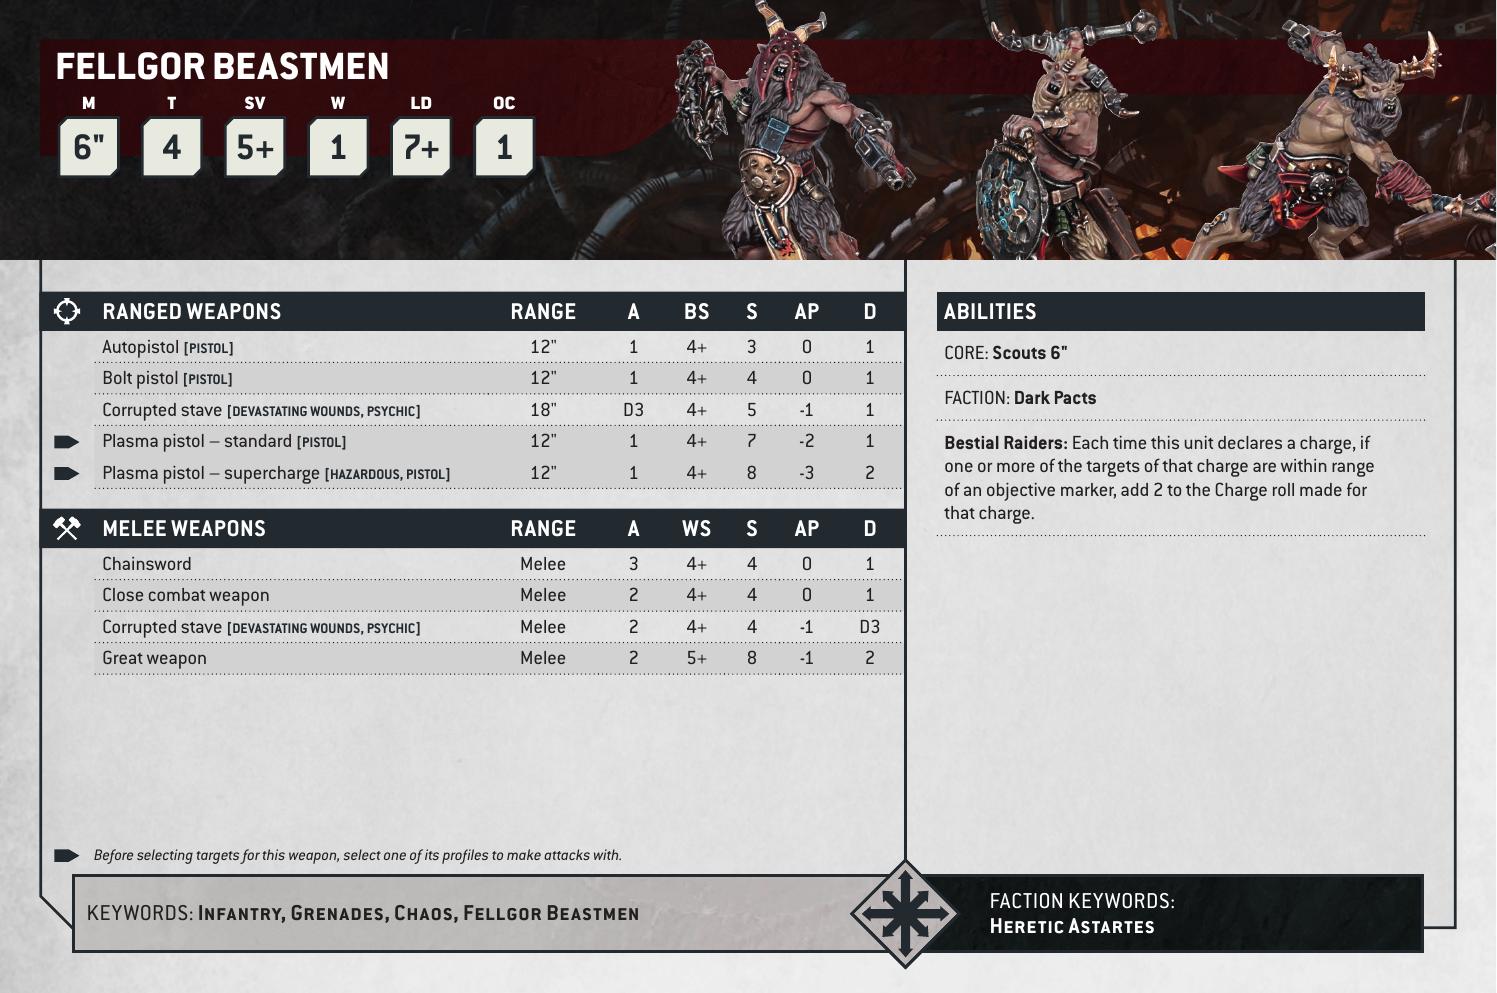 FELLGOR BEASTMEN
M T SV W LD OC
6" 4 5+ 1 7+ 1
RANGED WEAPONS RANGE A BS S AP D
Autopistol [PISTOL] 12" 1 4+ 3 0 1
Bolt pistol [PISTOL] 12" 1 4+ 4 0 1
Corrupted stave [DEVASTATING WOUNDS, PSYCHIC] 18" D3 4+ 5 -1 1
Plasma pistol – standard [PISTOL] 12" 1 4+ 7 -2 1
Plasma pistol – supercharge [HAZARDOUS, PISTOL] 12" 1 4+ 8 -3 2
MELEE WEAPONS RANGE A WS S AP D
Chainsword Melee 3 4+ 4 0 1
Close combat weapon Melee 2 4+ 4 0 1
Corrupted stave [DEVASTATING WOUNDS, PSYCHIC] Melee 2 4+ 4 -1 D3
Great weapon Melee 2 5+ 8 -1 2
Before selecting targets for this weapon, select one of its profiles to make attacks with.
ABILITIES
CORE: Scouts 6"
FACTION: Dark Pacts
Bestial Raiders: Each time this unit declares a charge, if
one or more of the targets of that charge are within range
of an objective marker, add 2 to the Charge roll made for
that charge.
KEYWORDS: INFANTRY, GRENADES, CHAOS, FELLGOR BEASTMEN
FACTION KEYWORDS:
HERETIC ASTARTES